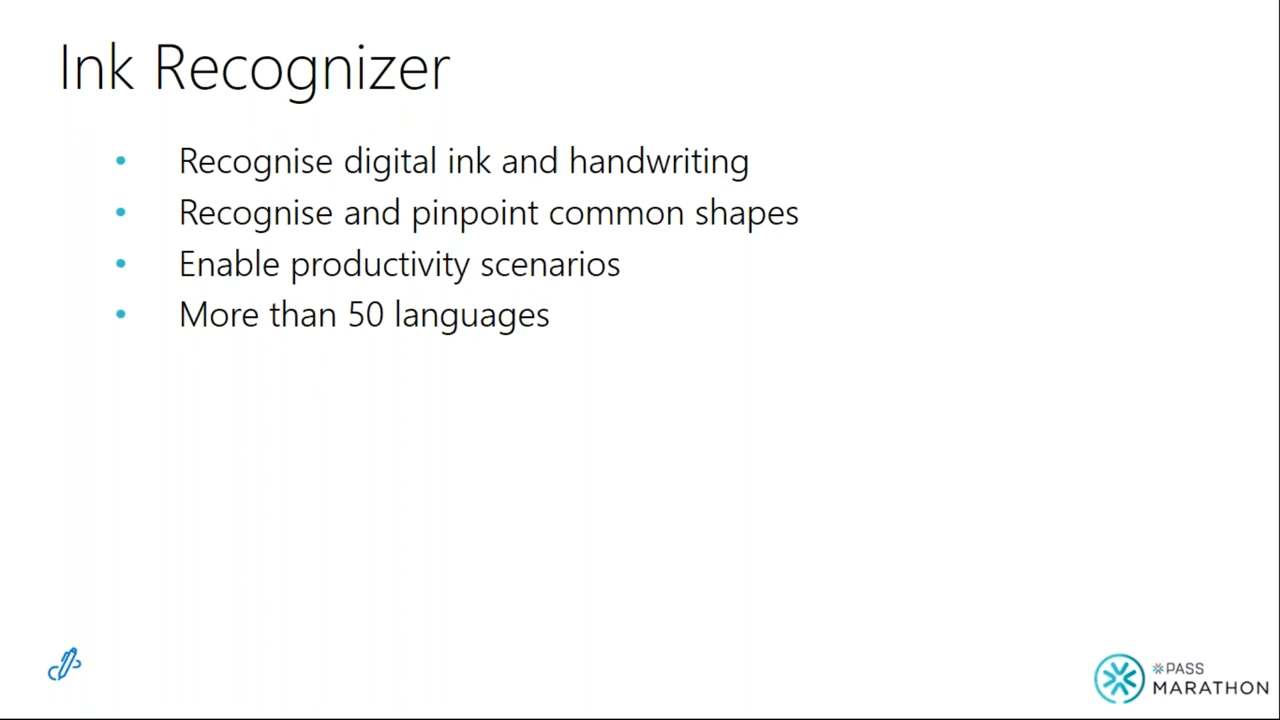 Ink Recognizer
• Recognise digital ink and handwriting
• Recognise and pinpoint common shapes
• Enable productivity scenarios
• More than 50 languages
PASS
MARATHON